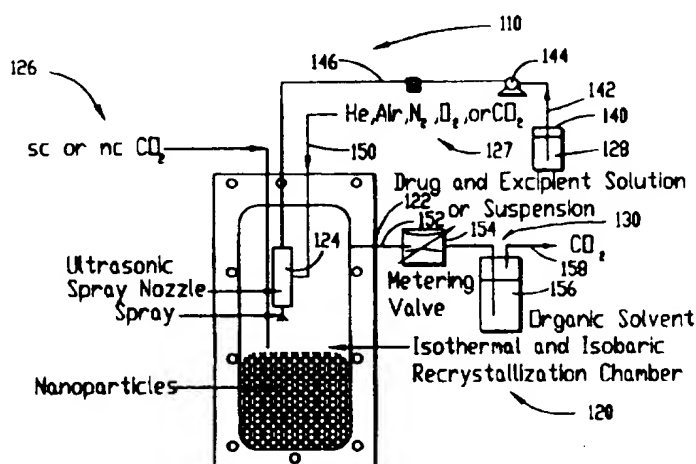 110
126
146
144
142
140
128
He, Air, N2, O2, or CO2
127
sc or nc CO2
150
Drug and Excipient Solution
or Suspension
122
152
154
130
124
CO2
158
Ultrasonic
Spray Nozzle
Metering
Valve
156
Spray
Organic Solvent
Isothermal and Isobaric
Recrystallization Chamber
Nanoparticles
120